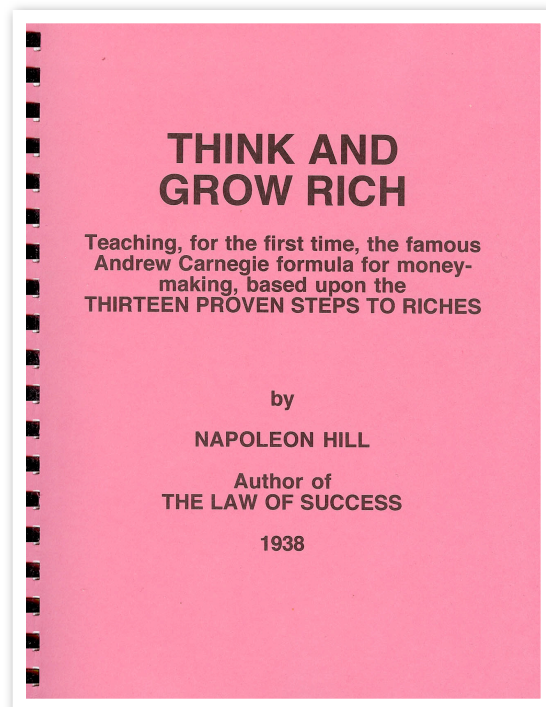 THINK AND
GROW RICH
Teaching, for the first time, the famous
Andrew Carnegie formula for money-
making, based upon the
THIRTEEN PROVEN STEPS TO RICHES
by
NAPOLEON HILL
Author of
THE LAW OF SUCCESS
1938